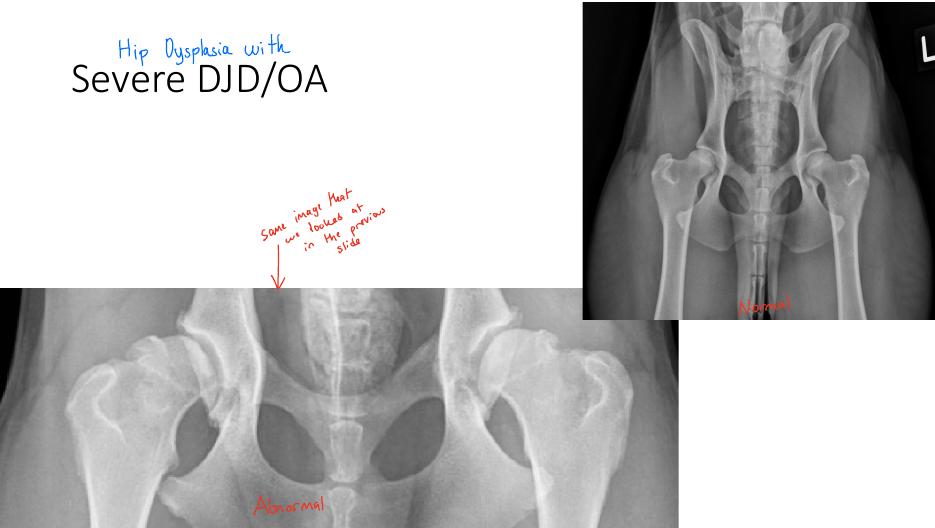 Hip Dysplasia with
Severe DJD/OA
L
same image that
we looked at
in the previous
slide
Normal
Abnormal